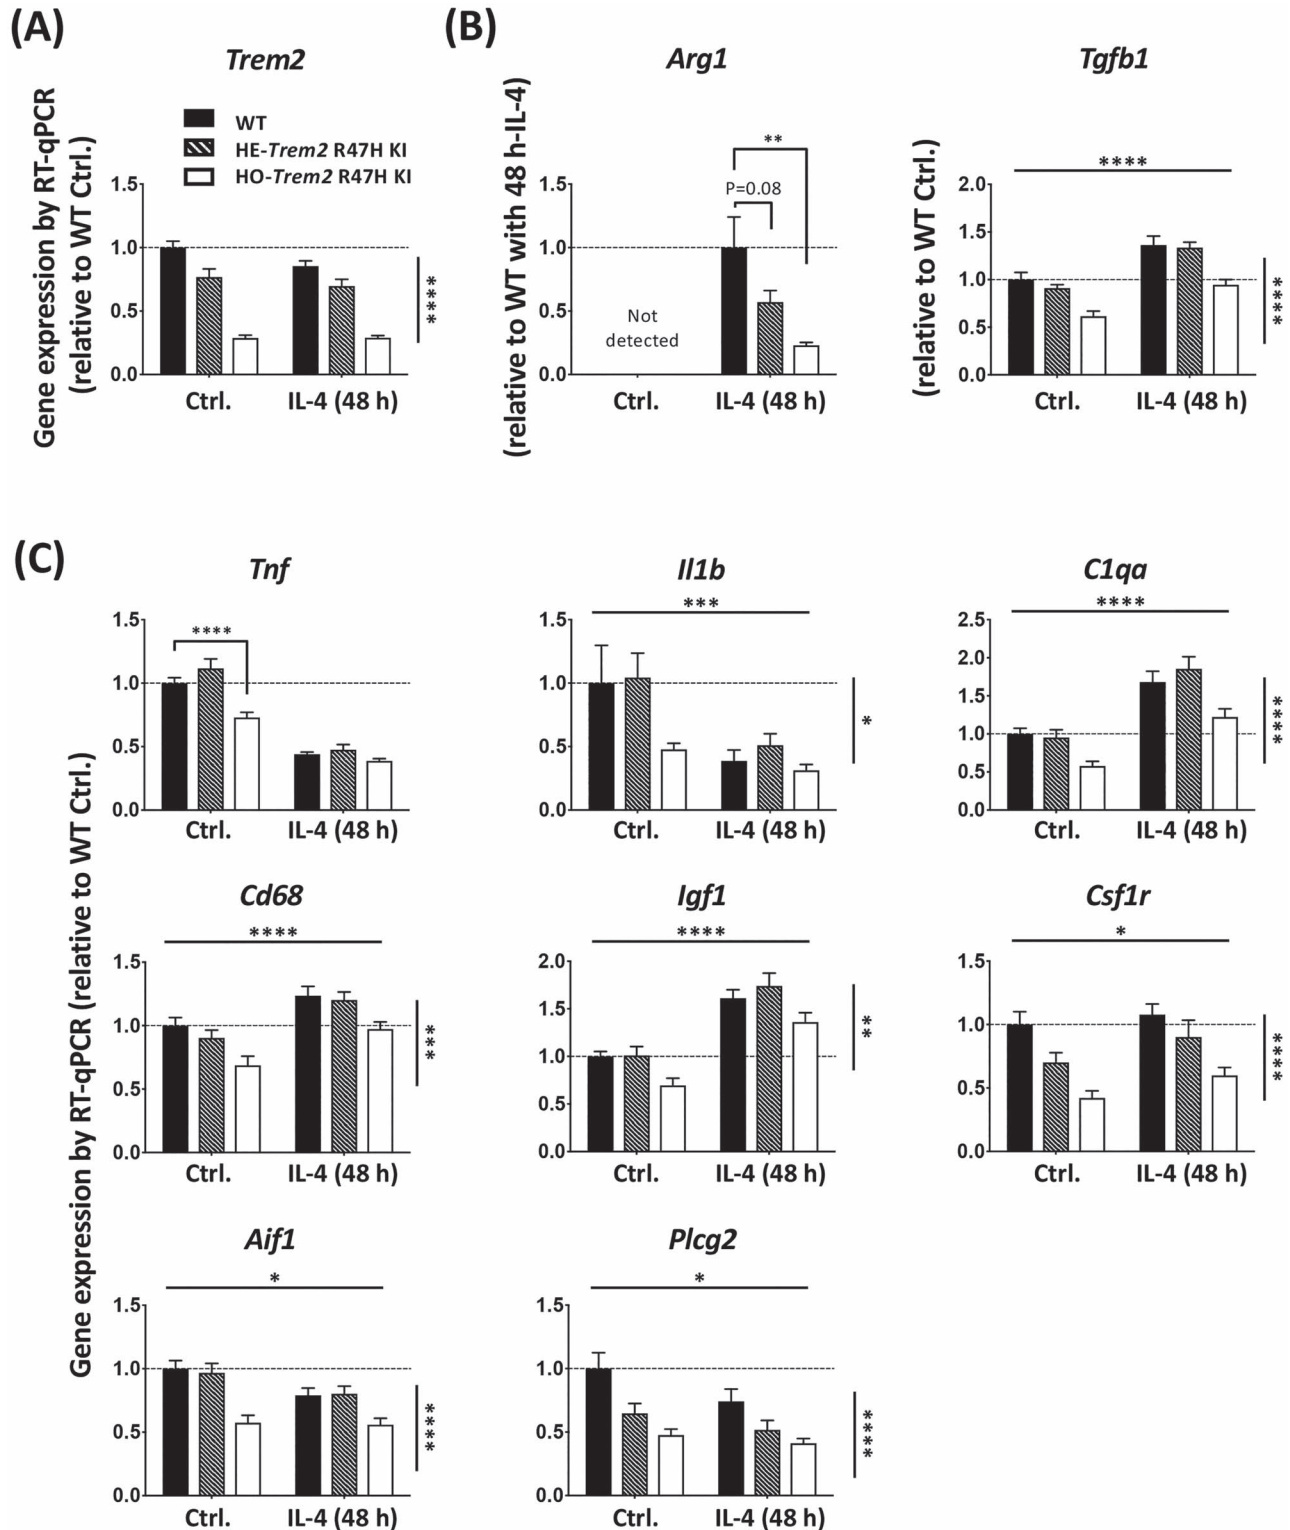 (A)
Trem2
Gene expression by RT-qPCR
(relative to WT Ctrl.)
WT
HE-Trem2 R47H KI
HO-Trem2 R47H KI
1.5
1.0
0.5
0.0
****
Ctrl.
IL-4 (48 h)
(B)
Arg1
(relative to WT with 48 h-IL-4)
**
P=0.08
1.5
1.0
0.5
0.0
Not
detected
Ctrl.
IL-4 (48 h)
Tgfb1
(relative to WT Ctrl.)
****
2.0
1.5
1.0
0.5
0.0
****
Ctrl.
IL-4 (48 h)
(C)
Gene expression by RT-qPCR (relative to WT Ctrl.)
Tnf
****
1.5
1.0
0.5
0.0
Ctrl.
IL-4 (48 h)
Il1b
***
1.5
1.0
0.5
0.0
*
Ctrl.
IL-4 (48 h)
C1qa
****
2.5
2.0
1.5
1.0
0.5
0.0
****
Ctrl.
IL-4 (48 h)
Cd68
****
1.5
1.0
0.5
0.0
***
Ctrl.
IL-4 (48 h)
Igf1
****
2.0
1.5
1.0
0.5
0.0
**
Ctrl.
IL-4 (48 h)
Csf1r
*
1.5
1.0
0.5
0.0
****
Ctrl.
IL-4 (48 h)
Aif1
*
1.5
1.0
0.5
0.0
****
Ctrl.
IL-4 (48 h)
Plcg2
*
1.5
1.0
0.5
0.0
****
Ctrl.
IL-4 (48 h)